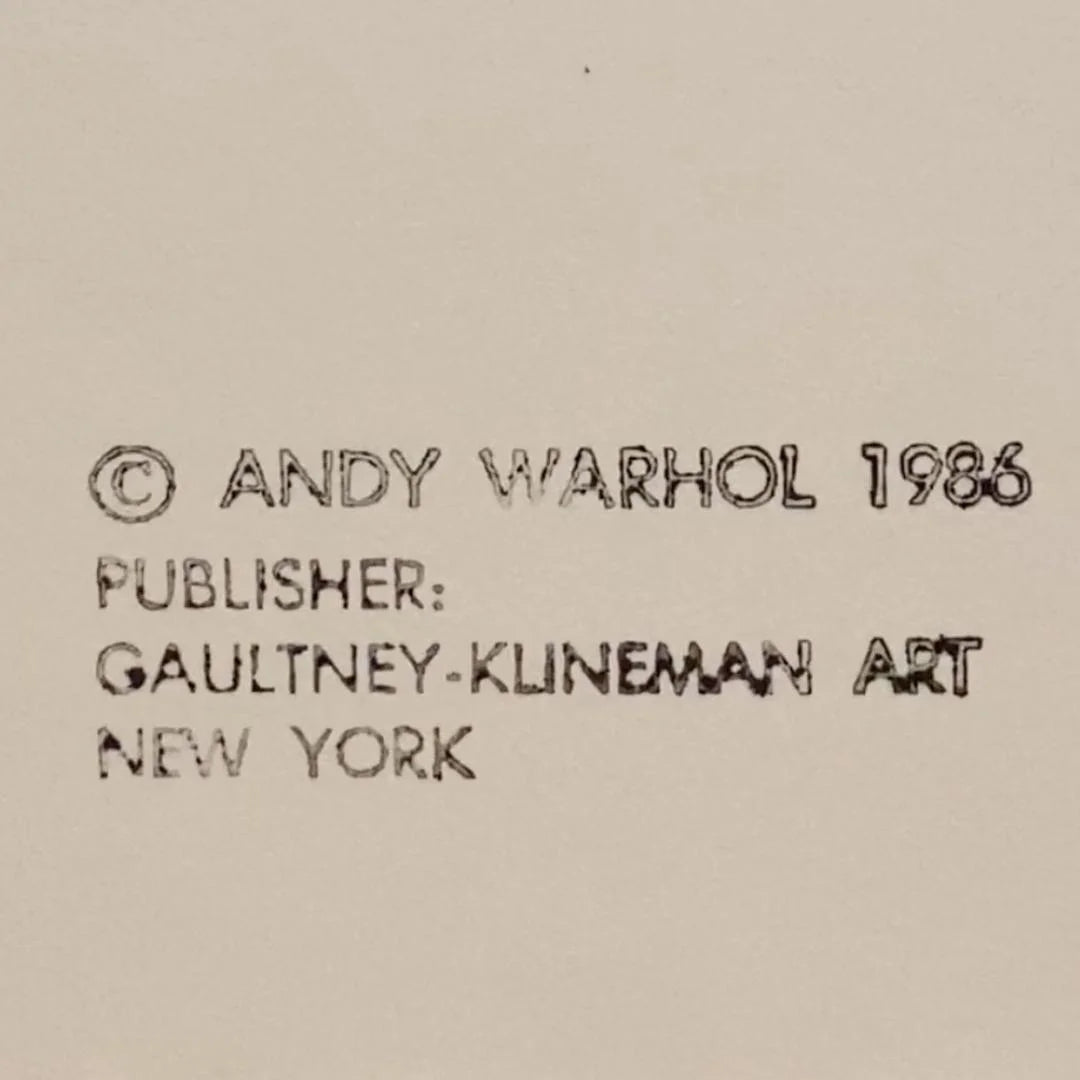 © ANDY WARHOL 1986
PUBLISHER:
GAULTNEY-KLINEMAN ART
NEW YORK